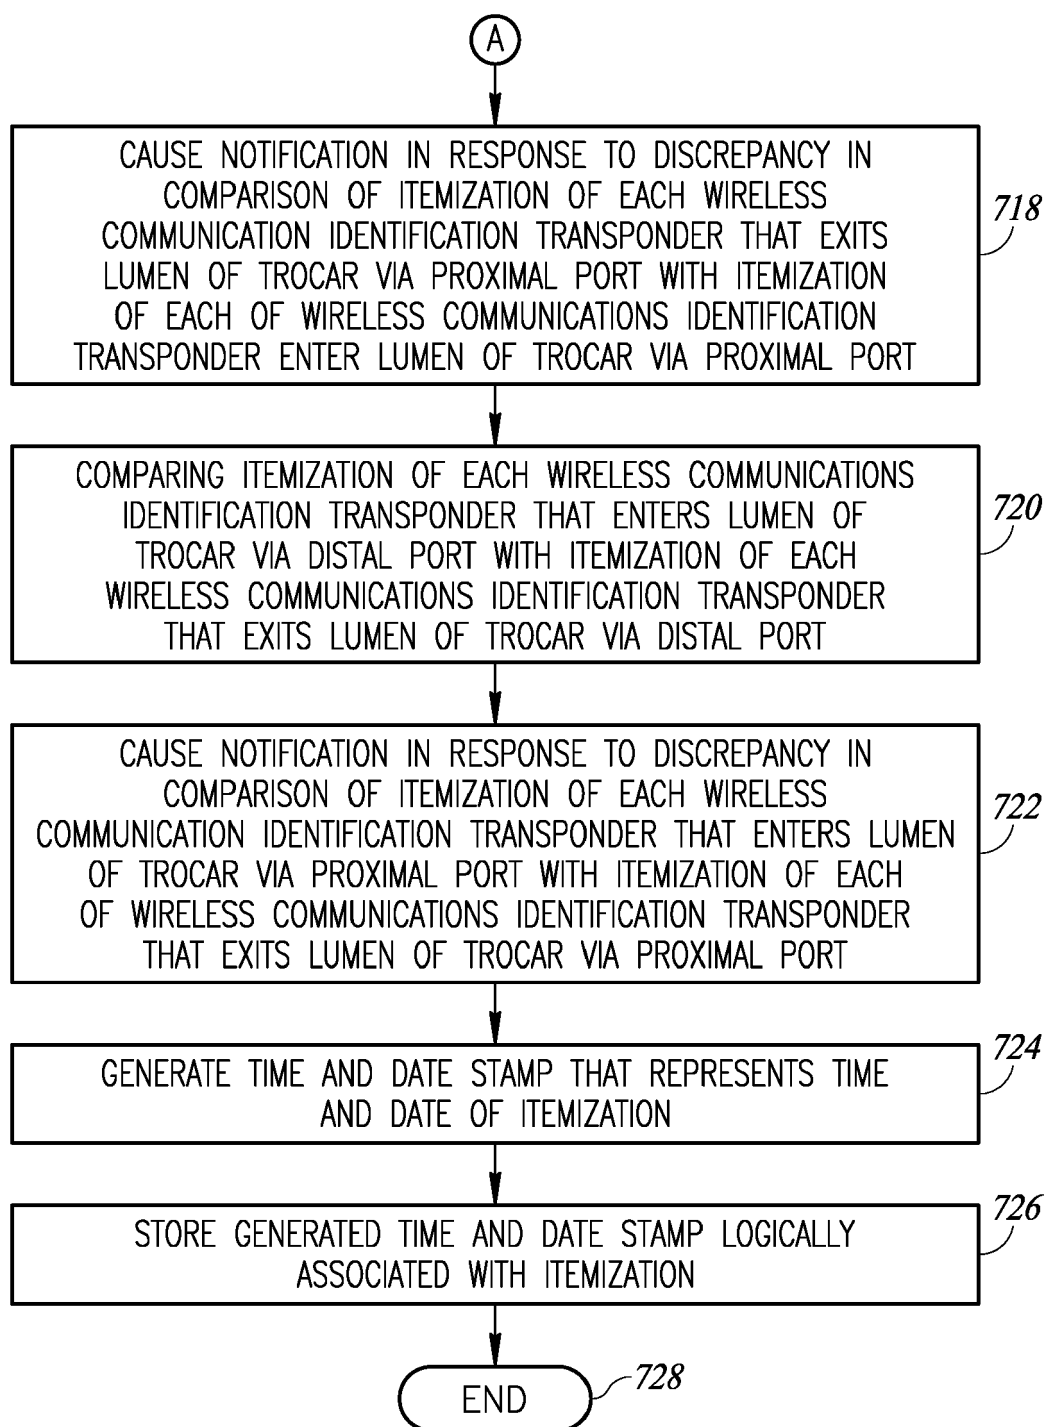 A
CAUSE NOTIFICATION IN RESPONSE TO DISCREPANCY IN
COMPARISON OF ITEMIZATION OF EACH WIRELESS
COMMUNICATION IDENTIFICATION TRANSPONDER THAT EXITS
LUMEN OF TROCAR VIA PROXIMAL PORT WITH ITEMIZATION
OF EACH OF WIRELESS COMMUNICATIONS IDENTIFICATION
TRANSPONDER ENTER LUMEN OF TROCAR VIA PROXIMAL PORT
718
COMPARING ITEMIZATION OF EACH WIRELESS COMMUNICATIONS
IDENTIFICATION TRANSPONDER THAT ENTERS LUMEN OF
TROCAR VIA DISTAL PORT WITH ITEMIZATION OF EACH
WIRELESS COMMUNICATIONS IDENTIFICATION TRANSPONDER
THAT EXITS LUMEN OF TROCAR VIA DISTAL PORT
720
CAUSE NOTIFICATION IN RESPONSE TO DISCREPANCY IN
COMPARISON OF ITEMIZATION OF EACH WIRELESS
COMMUNICATION IDENTIFICATION TRANSPONDER THAT ENTERS LUMEN
OF TROCAR VIA PROXIMAL PORT WITH ITEMIZATION OF EACH
OF WIRELESS COMMUNICATIONS IDENTIFICATION TRANSPONDER
THAT EXITS LUMEN OF TROCAR VIA PROXIMAL PORT
722
GENERATE TIME AND DATE STAMP THAT REPRESENTS TIME
AND DATE OF ITEMIZATION
724
STORE GENERATED TIME AND DATE STAMP LOGICALLY
ASSOCIATED WITH ITEMIZATION
726
END
728